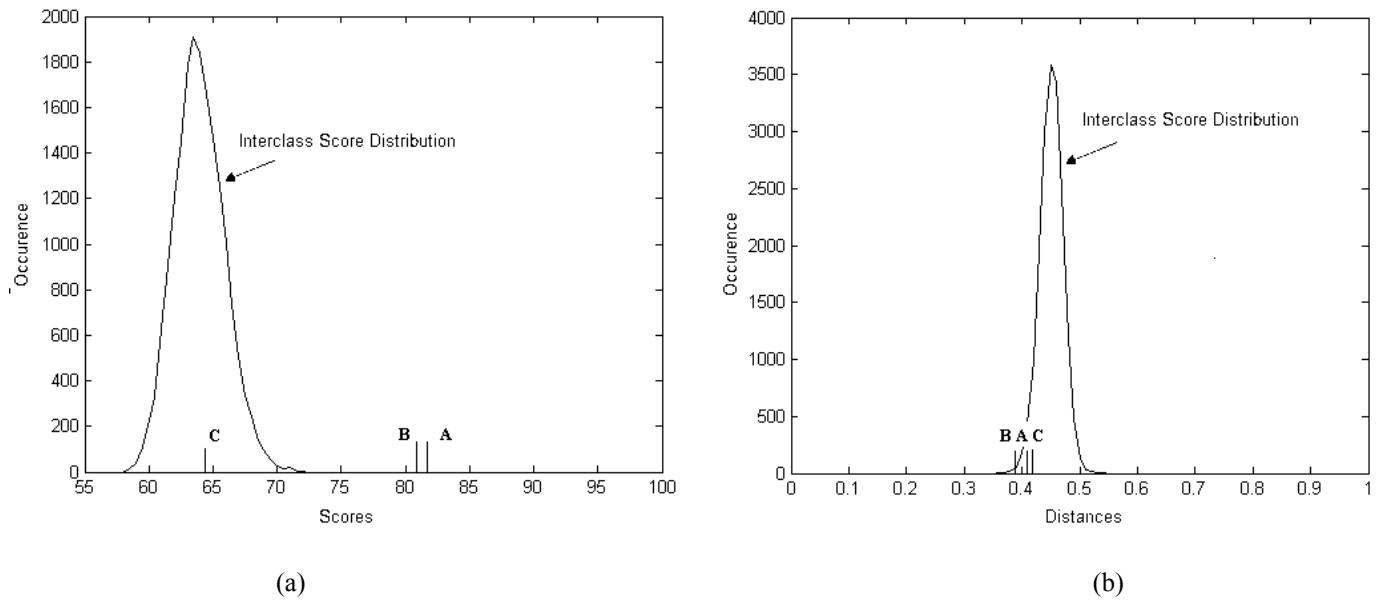 2000
1800
1600
1400
1200
1000
800
600
400
200
0
Occurence
Interclass Score Distribution
C
B
A
55 60 65 70 75 80 85 90 95 100
Scores
(a)
4000
3500
3000
2500
2000
1500
1000
500
0
Occurence
Interclass Score Distribution
B A C
0 0.1 0.2 0.3 0.4 0.5 0.6 0.7 0.8 0.9 1
Distances
(b)